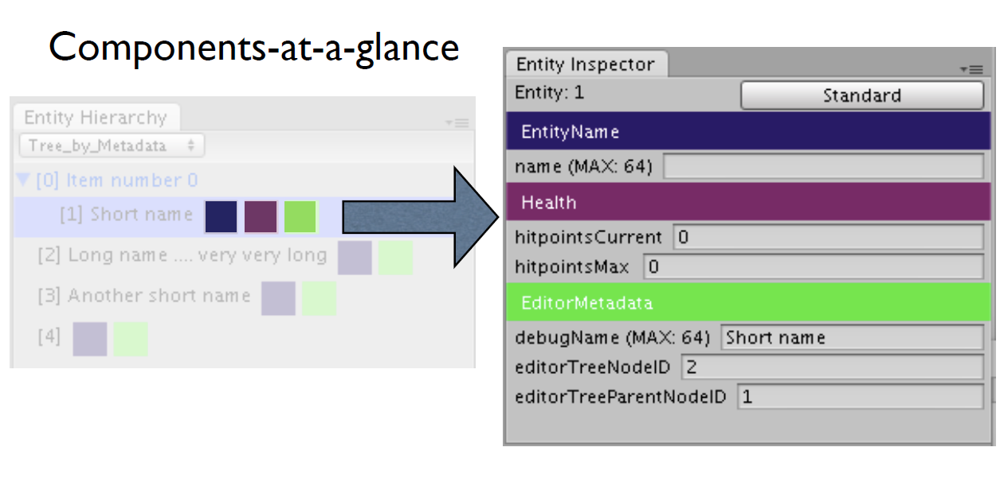 Components-at-a-glance
Entity Hierarchy
Tree_by_Metadata
[0] Item number 0
[1] Short name
[2] Long name .... very very long
[3] Another short name
[4]
Entity Inspector
Entity: 1 Standard
EntityName
name (MAX: 64)
Health
hitpointsCurrent 0
hitpointsMax 0
EditorMetadata
debugName (MAX: 64) Short name
editorTreeNodeID 2
editorTreeParentNodeID 1